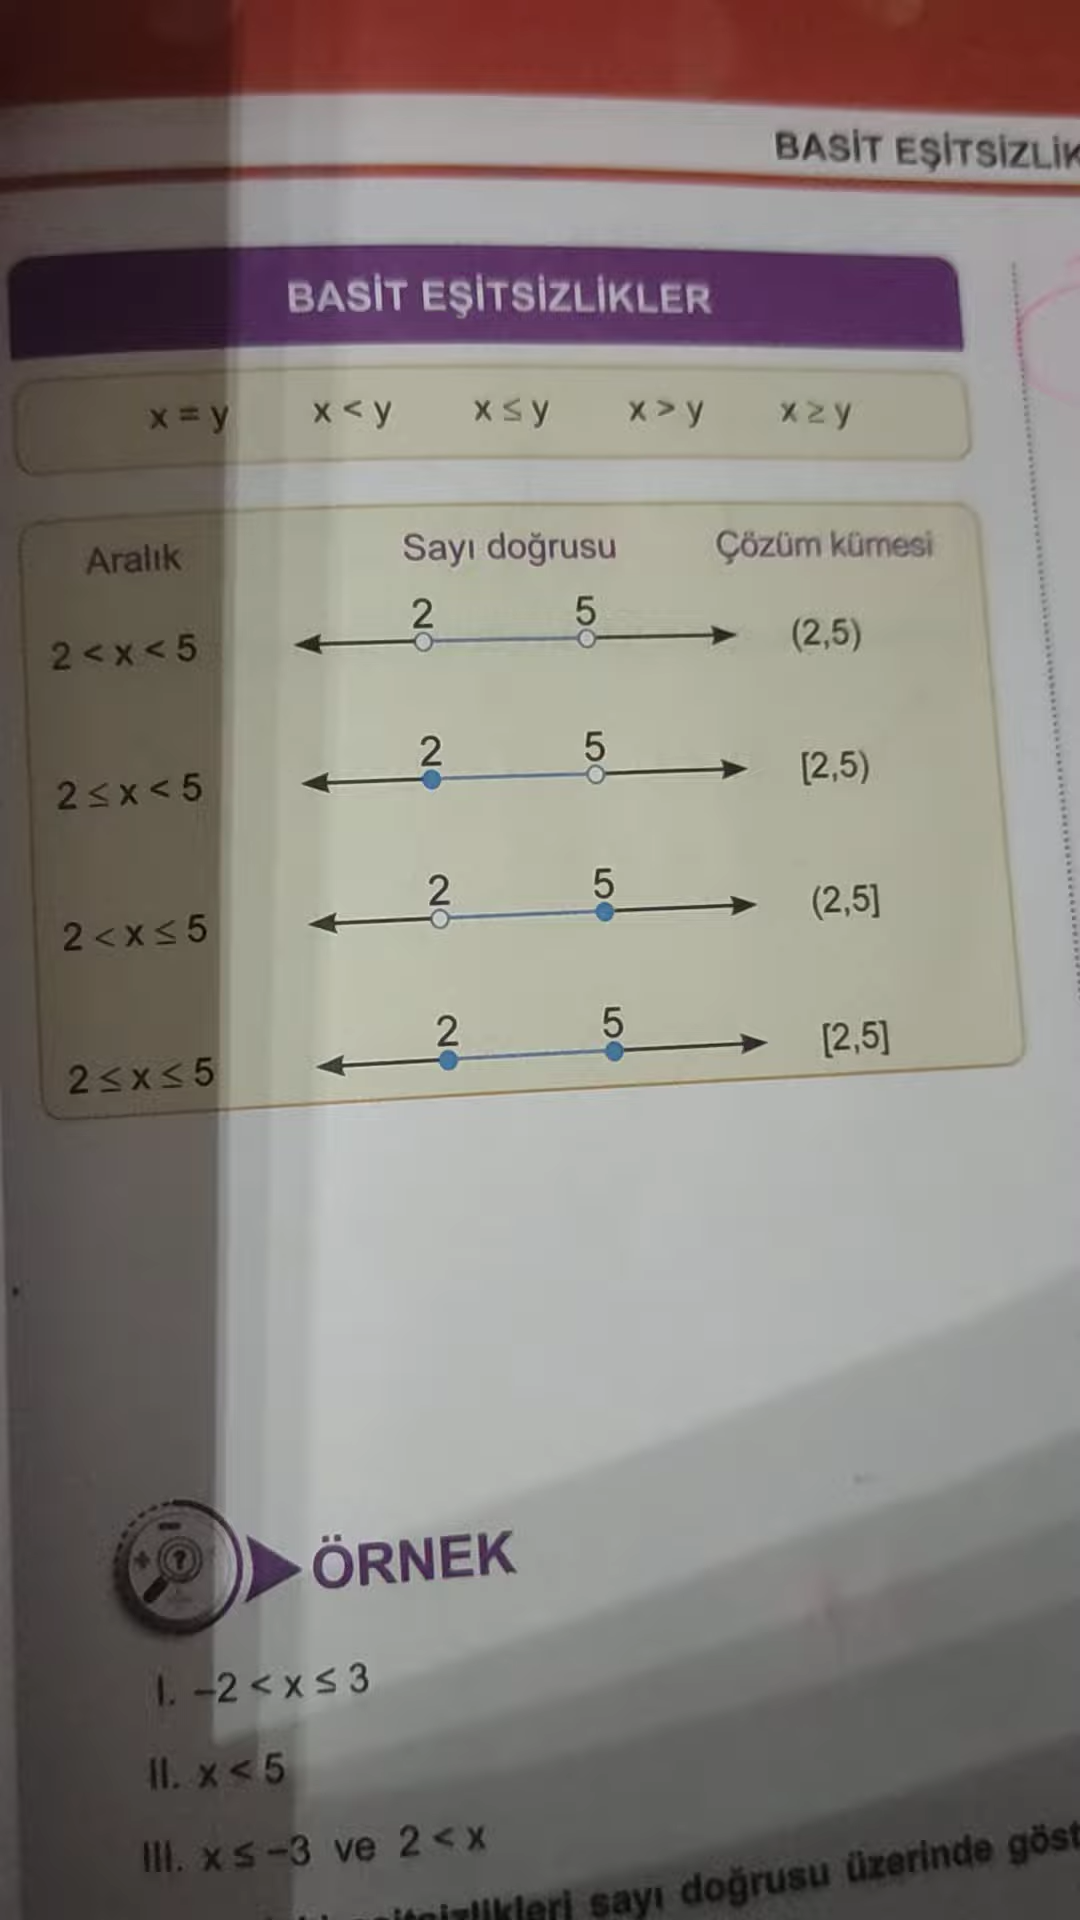 BASİT EŞİTSİZLİK
BASİT EŞİTSİZLİKLER
x = y x < y x ≤ y x > y x ≥ y
Aralık Sayı doğrusu Çözüm kümesi
2 5
2 < x < 5 (2,5)
2 5
2 ≤ x < 5 [2,5)
2 5
2 < x ≤ 5 (2,5]
2 5
2 ≤ x ≤ 5 [2,5]
ÖRNEK
I. –2 < x ≤ 3
II. x < 5
III. x ≤ –3 ve 2 < x
sayı doğrusu üzerinde göst